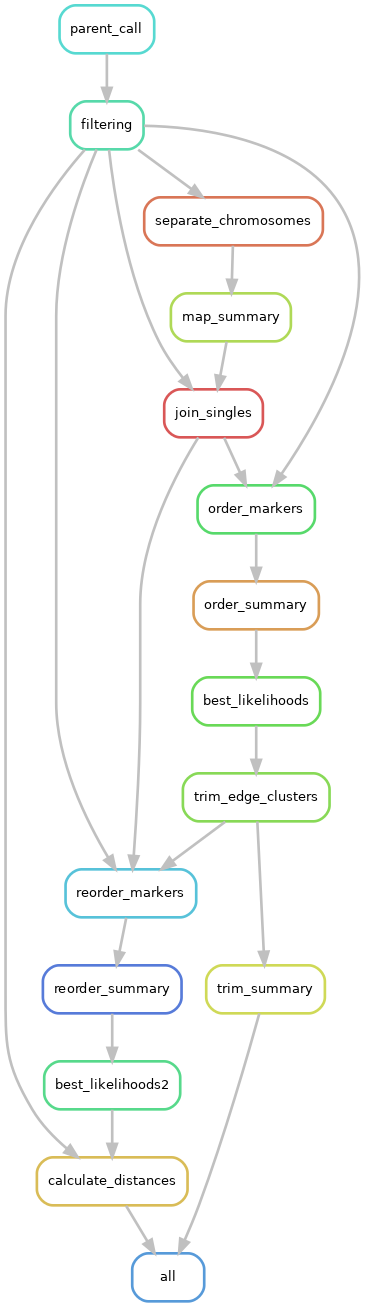 parent_call
filtering
separate_chromosomes
map_summary
join_singles
order_markers
order_summary
best_likelihoods
trim_edge_clusters
reorder_markers
reorder_summary
trim_summary
best_likelihoods2
calculate_distances
all